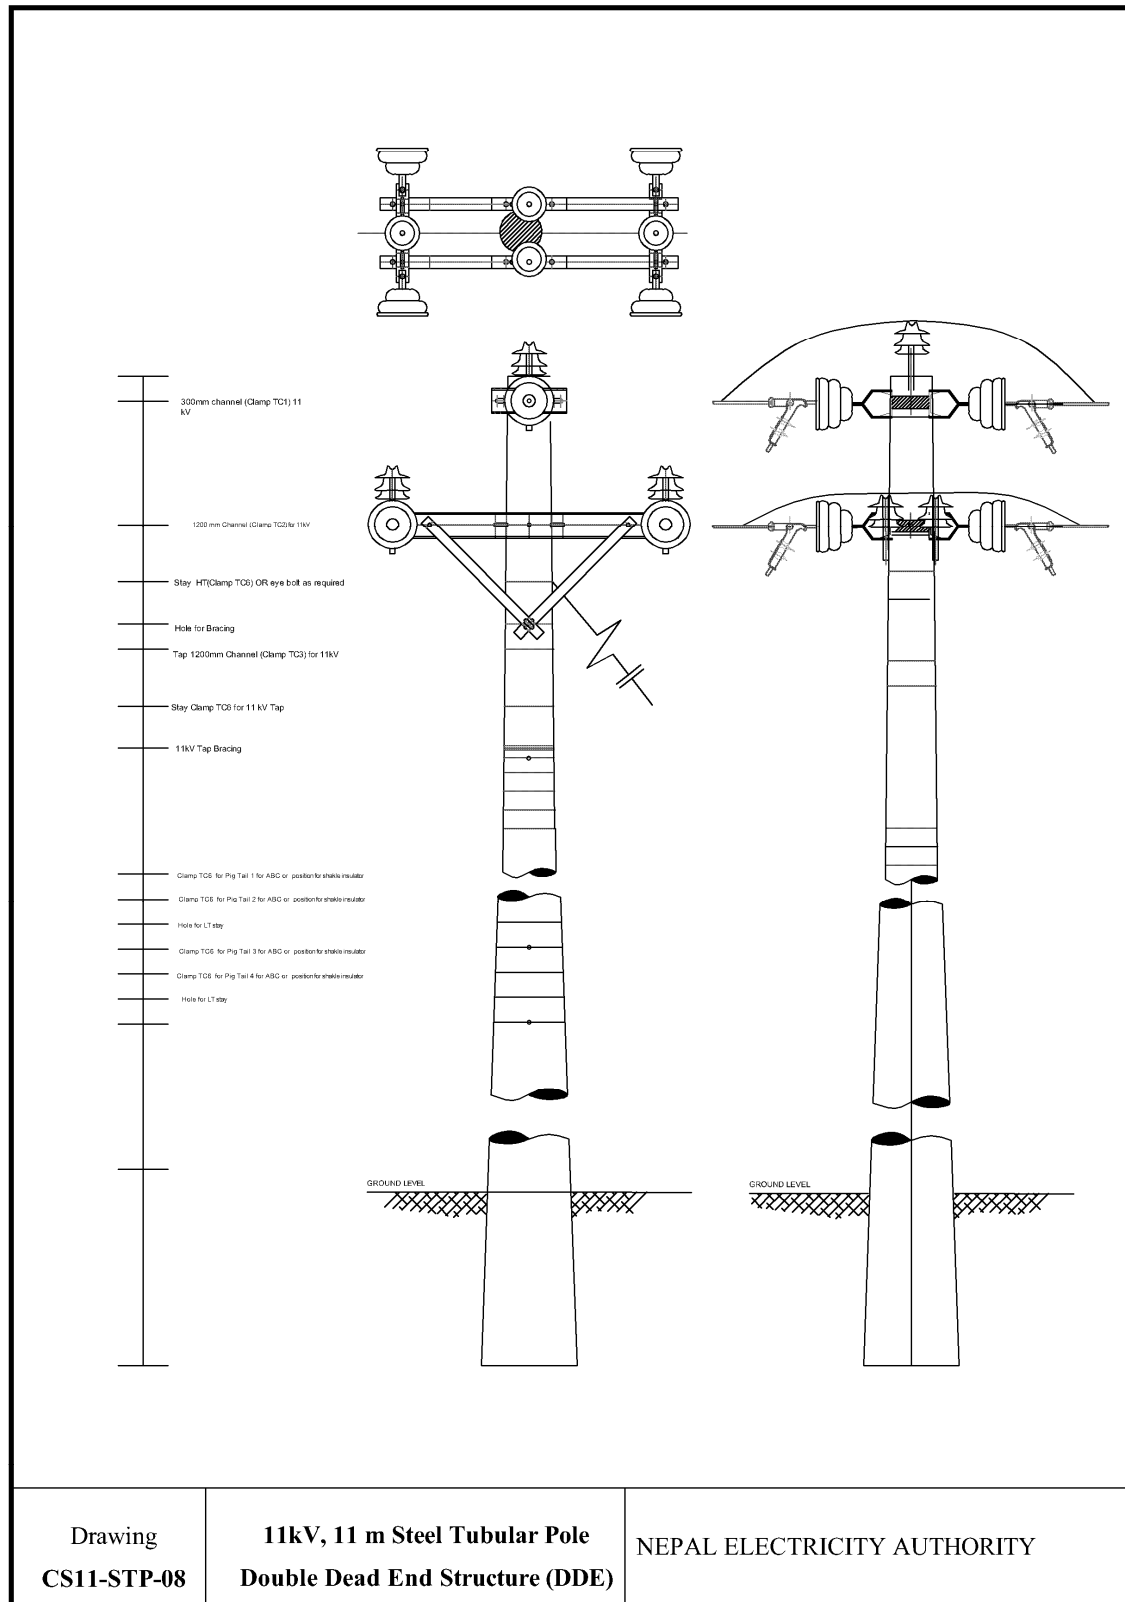 300mm channel (Clamp TC1) 11
kV
1200 mm Channel (Clamp TC2) for 11kV
Stay HT(Clamp TC6) OR eye bolt as required
Hole for Bracing
Tap 1200mm Channel (Clamp TC3) for 11kV
Stay Clamp TC6 for 11 kV Tap
11kV Tap Bracing
Clamp TC6 for Pig Tail 1 for ABC or position for shakle insulator
Clamp TC6 for Pig Tail 2 for ABC or position for shakle insulator
Hole for LT stay
Clamp TC6 for Pig Tail 3 for ABC or position for shakle insulator
Clamp TC6 for Pig Tail 4 for ABC or position for shakle insulator
Hole for LT stay
GROUND LEVEL
GROUND LEVEL
Drawing
CS11-STP-08
11kV, 11 m Steel Tubular Pole
Double Dead End Structure (DDE)
NEPAL ELECTRICITY AUTHORITY